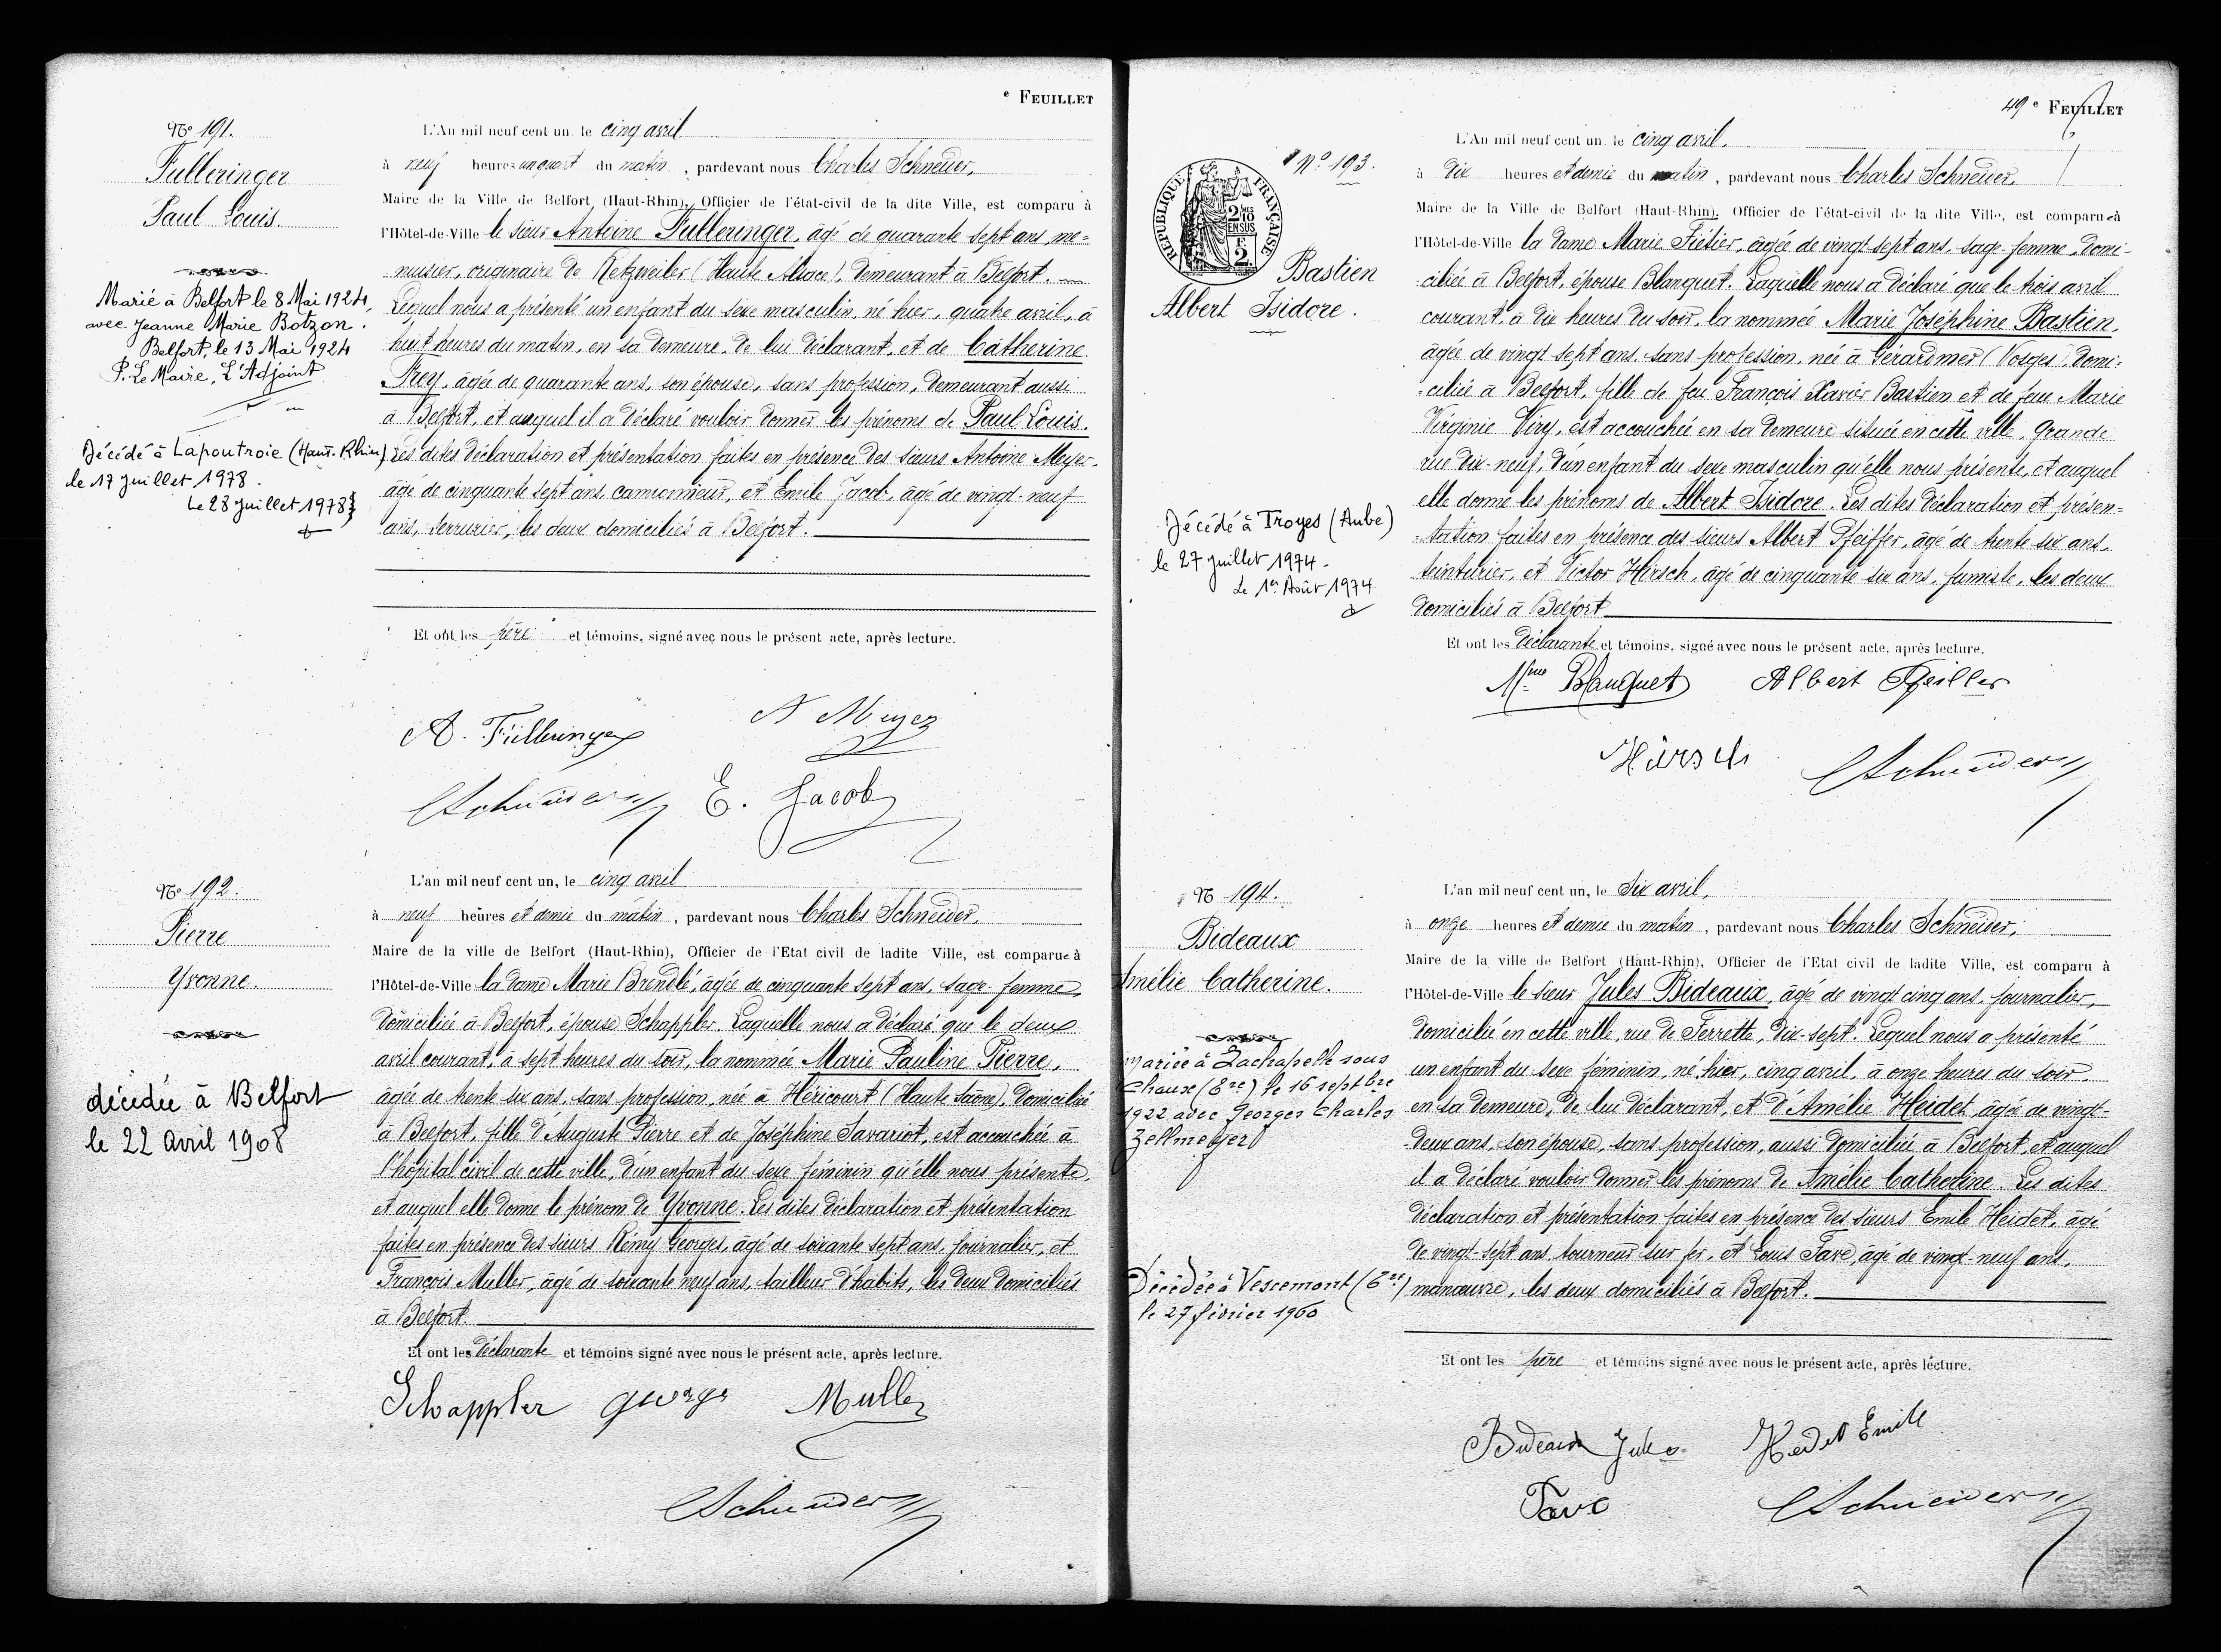 e FEUILLET
No 191.
Fulleringer
Paul Louis
Marié à Belfort le 8 Mai 1924,
avec Jeanne Marie Botzon.
Belfort, le 13 Mai 1924
P. Le Maire, L'Adjoint
Décédé à Lapoutroie (Haut-Rhin)
le 17 Juillet 1978.
Le 28 Juillet 1978
L'An mil neuf cent un le cinq avril
à neuf heures un quart du matin, pardevant nous Charles Schneider,
Maire de la Ville de Belfort (Haut-Rhin), Officier de l'état-civil de la dite Ville, est comparu à
l'Hôtel-de-Ville le sieur Antoine Fulleringer, âgé de quarante sept ans, me=
nuisier, originaire de Retzwiller (Haute Alsace), demeurant à Belfort.
Lequel nous a présenté un enfant du sexe masculin, né hier, quatre avril, à
huit heures du matin, en sa demeure, de lui déclarant, et de Catherine
Frey, âgée de quarante ans, son épouse, sans profession, demeurant aussi
à Belfort, et auquel il a déclaré vouloir donner les prénoms de Paul Louis.
Les dites déclaration et présentation faites en présence des sieurs Antoine Meyer,
âgé de cinquante sept ans, camionneur, et Emile Jacob, âgé de vingt-neuf
ans, serrurier, les deux domiciliés à Belfort.
Et ont les père et témoins, signé avec nous le présent acte, après lecture.
A. Fülleringer
A Meyer
CSchneider
E. Jacob
No 192.
Pierre
Yvonne.
décédée à Belfort
le 22 avril 1908
L'an mil neuf cent un, le cinq avril
à neuf heures et demie du matin, pardevant nous Charles Schneider,
Maire de la ville de Belfort (Haut-Rhin), Officier de l'Etat civil de ladite Ville, est comparue à
l'Hôtel-de-Ville la dame Marie Brendlé, âgée de cinquante sept ans, sage femme,
domiciliée à Belfort, épouse Schappler. Laquelle nous a déclaré que le deux
avril courant, à sept heures du soir, la nommée Marie Pauline Pierre,
âgée de trente six ans, sans profession, née à Héricourt (Haute Saône), domiciliée
à Belfort, fille d'Auguste Pierre et de Joséphine Savariot, est accouchée à
l'hôpital civil de cette ville, d'un enfant du sexe féminin qu'elle nous présente,
et auquel elle donne le prénom de Yvonne. Les dites déclaration et présentation
faites en présence des sieurs Rémy Georges, âgé de soixante sept ans, journalier, et
François Muller, âgé de soixante neuf ans, tailleur d'habits, les deux domiciliés
à Belfort.
Et ont les déclarante et témoins signé avec nous le présent acte, après lecture.
Schappler Georges Muller
CSchneider
49e FEUILLET
No 193.
RÉPUBLIQUE FRANÇAISE
2 DES 10 EN SUS
F. 2
Bastien
Albert Isidore.
Décédé à Troyes (Aube)
le 27 Juillet 1974.
Le 1er Août 1974
L'An mil neuf cent un le cinq avril.
à dix heures et demie du matin, pardevant nous Charles Schneider,
Maire de la Ville de Belfort (Haut-Rhin), Officier de l'état-civil de la dite Ville, est comparue à
l'Hôtel-de-Ville la dame Marie Piétier, âgée de vingt-sept ans, sage-femme, domi-
ciliée à Belfort, épouse Blanquet. Laquelle nous a déclaré que le trois avril
courant, à dix heures du soir, la nommée Marie Joséphine Bastien,
âgée de vingt sept ans, sans profession, née à Gérardmer (Vosges), domi-
-ciliée à Belfort, fille de feu François Xavier Bastien et de feue Marie
Virginie Viry, est accouchée en sa demeure située en cette ville, Grande
rue dix-neuf, d'un enfant du sexe masculin qu'elle nous présente, et auquel
elle donne les prénoms de Albert Isidore. Les dites déclaration et présen=
-tation faites en présence des sieurs Albert Pfeiffer, âgé de trente six ans,
teinturier, et Victor Hirsch, âgé de cinquante six ans, fumiste, les deux
domiciliés à Belfort
Et ont les déclarante et témoins, signé avec nous le présent acte, après lecture.
Mme Blanquet Albert Pfeiffer
Hirsch CSchneider
No 194.
Bideaux
Amélie Catherine.
mariée à Lachapelle sous
Chaux (Erre) le 16 septbre
1922 avec Georges Charles
Zellmeyer
Décédée à Vescemont (Erre)
le 27 février 1960
L'an mil neuf cent un, le six avril,
à onze heures et demie du matin, pardevant nous Charles Schneider,
Maire de la ville de Belfort (Haut-Rhin), Officier de l'Etat civil de ladite Ville, est comparu à
l'Hôtel-de-Ville le sieur Jules Bideaux, âgé de vingt cinq ans, journalier,
domicilié en cette ville, rue de Ferrette, dix-sept. Lequel nous a présenté
un enfant du sexe féminin, né hier, cinq avril, à onze heures du soir,
en sa demeure, de lui déclarant, et d'Amélie Heidet, âgée de vingt-
-deux ans, son épouse, sans profession, aussi domiciliée à Belfort, et auquel
il a déclaré vouloir donner les prénoms de Amélie Catherine. Les dites
déclaration et présentation faites en présence des sieurs Emile Heidet, âgé
de vingt-sept ans, tourneur sur fer, et Louis Fave, âgé de vingt-neuf ans,
manœuvre, les deux domiciliés à Belfort.
Et ont les père et témoins signé avec nous le présent acte, après lecture.
Bideaux Jules Heidet Emile
Fave CSchneider